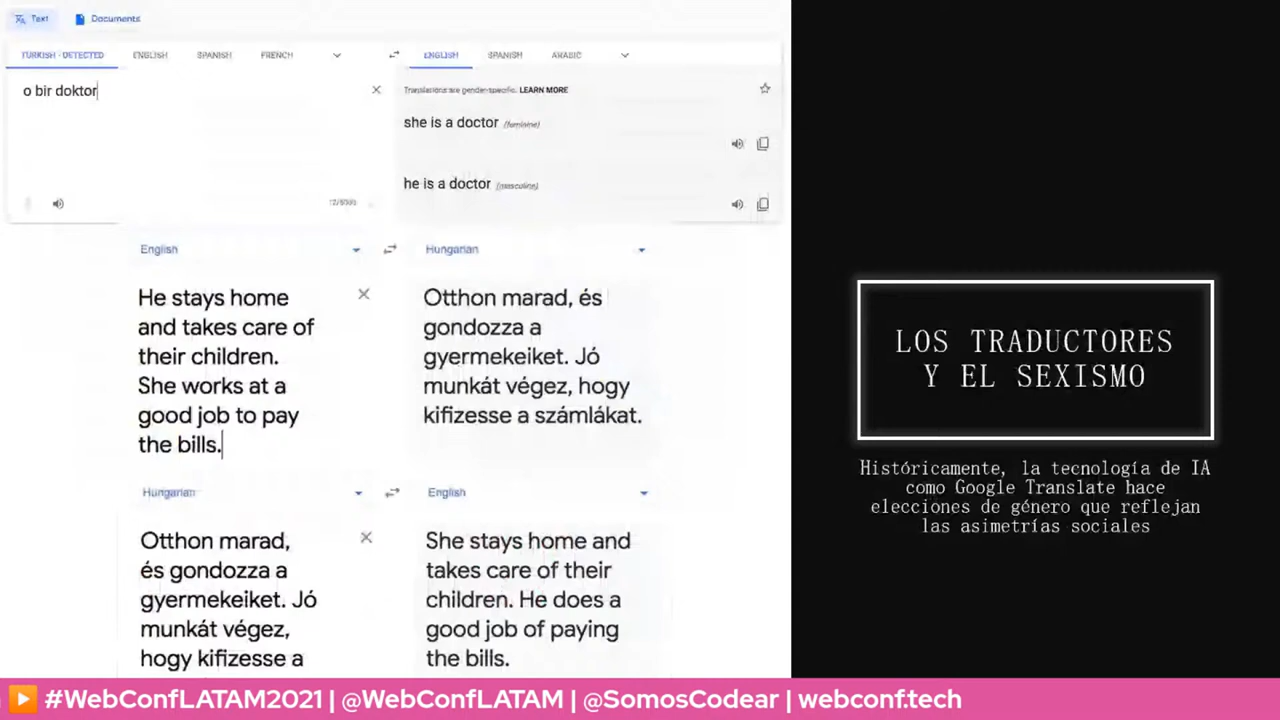 Text
Documents
TURKISH - DETECTED
ENGLISH
SPANISH
FRENCH
ENGLISH
SPANISH
ARABIC
o bir doktor
Translations are gender-specific. LEARN MORE
she is a doctor (feminine)
he is a doctor (masculine)
English
Hungarian
He stays home
and takes care of
their children.
She works at a
good job to pay
the bills.
Otthon marad, és
gondozza a
gyermekeiket. Jó
munkát végez, hogy
kifizesse a számlákat.
Hungarian
English
Otthon marad,
és gondozza a
gyermekeiket. Jó
munkát végez,
hogy kifizesse a
She stays home and
takes care of their
children. He does a
good job of paying
the bills.
LOS TRADUCTORES
Y EL SEXISMO
Históricamente, la tecnología de IA
como Google Translate hace
elecciones de género que reflejan
las asimetrías sociales
#WebConfLATAM2021 | @WebConfLATAM | @SomosCodear | webconf.tech